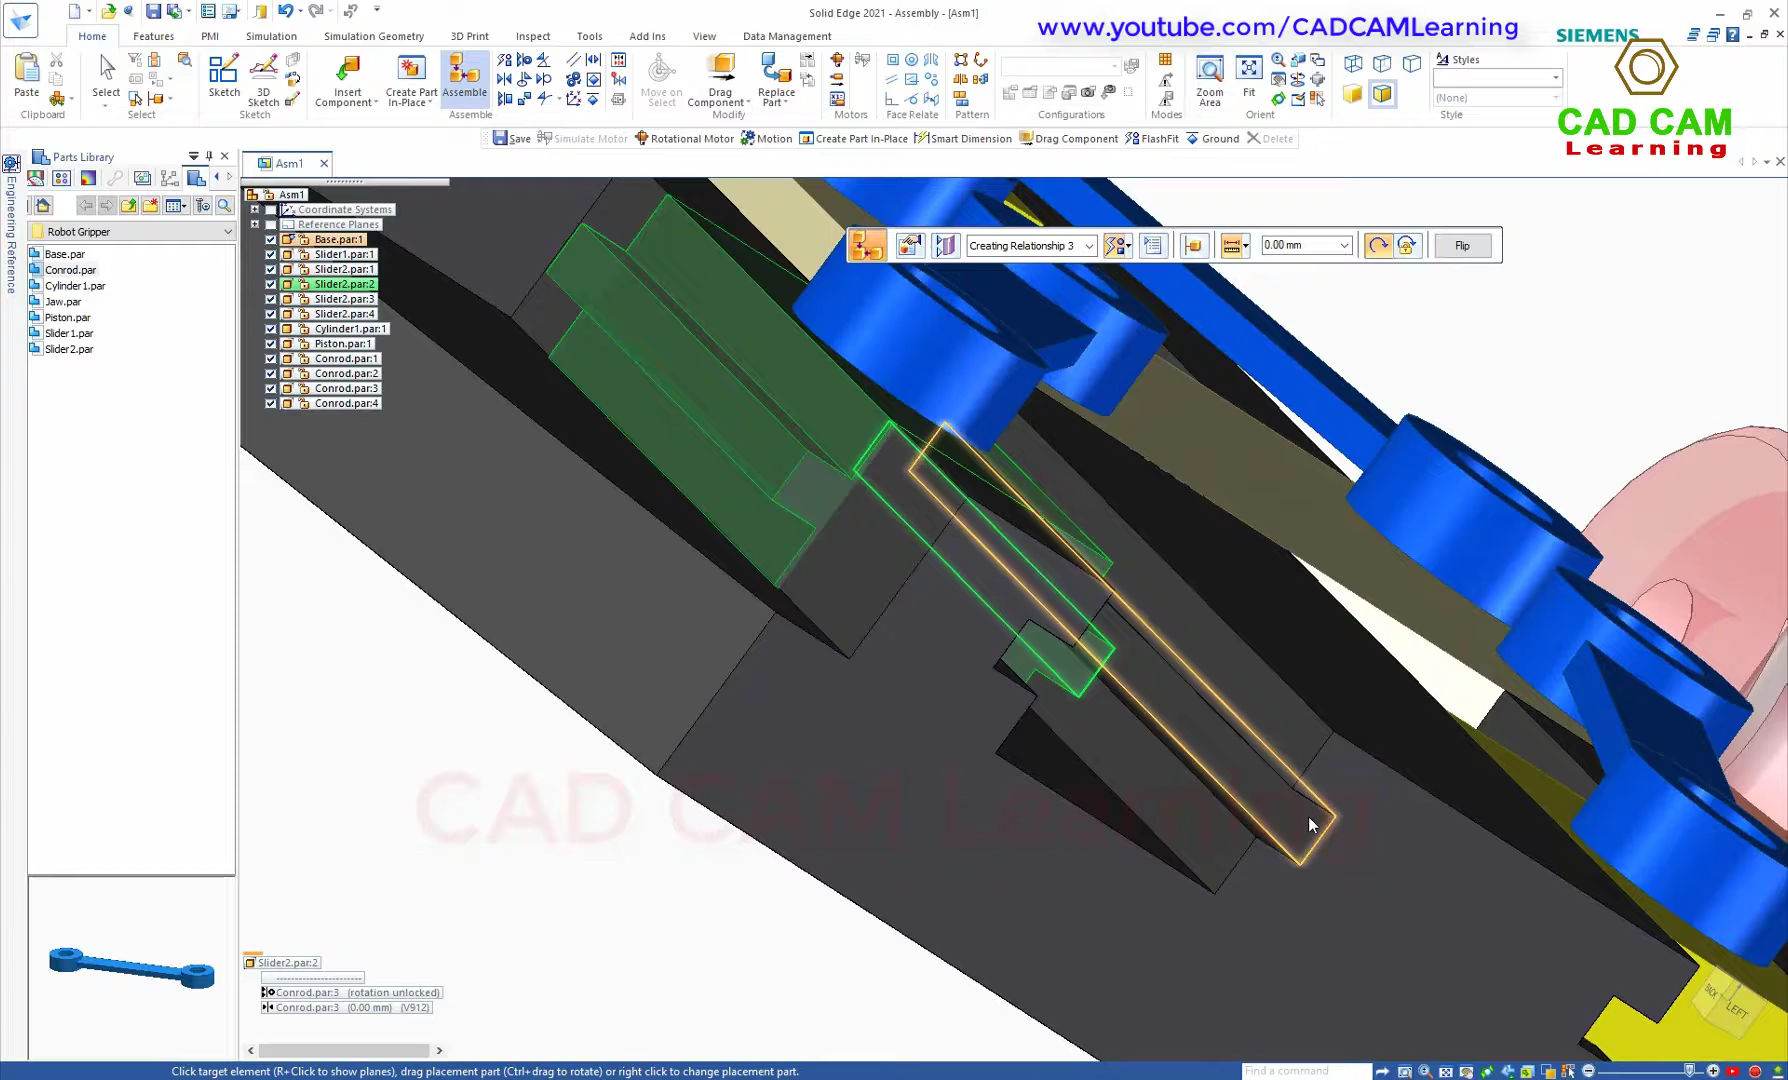 Solid Edge 2021 - Assembly - [Asm1]
www.youtube.com/CADCAMLearning
SIEMENS
Home
Features
PMI
Simulation
Simulation Geometry
3D Print
Inspect
Tools
Add Ins
View
Data Management
Paste
Clipboard
Select
Select
Sketch
3D Sketch
Sketch
Insert Component
Create Part In-Place
Assemble
Assemble
Move on Select
Drag Component
Replace Part
Modify
Motors
Face Relate
Pattern
Configurations
Modes
Zoom Area
Fit
Orient
Styles
(None)
Style
CAD CAM
Learning
Save
Simulate Motor
Rotational Motor
Motion
Create Part In-Place
Smart Dimension
Drag Component
FlashFit
Ground
Delete
Engineering Reference
Parts Library
Robot Gripper
Base.par
Conrod.par
Cylinder1.par
Jaw.par
Piston.par
Slider1.par
Slider2.par
Asm1
Asm1
Coordinate Systems
Reference Planes
Base.par:1
Slider1.par:1
Slider2.par:1
Slider2.par:2
Slider2.par:3
Slider2.par:4
Cylinder1.par:1
Piston.par:1
Conrod.par:1
Conrod.par:2
Conrod.par:3
Conrod.par:4
Creating Relationship 3
0.00 mm
Flip
CAD CAM Learning
Slider2.par:2
Conrod.par:3 (rotation unlocked)
Conrod.par:3 (0.00 mm) (V912)
BACK
LEFT
Click target element (R+Click to show planes), drag placement part (Ctrl+drag to rotate) or right click to change placement part.
Find a command